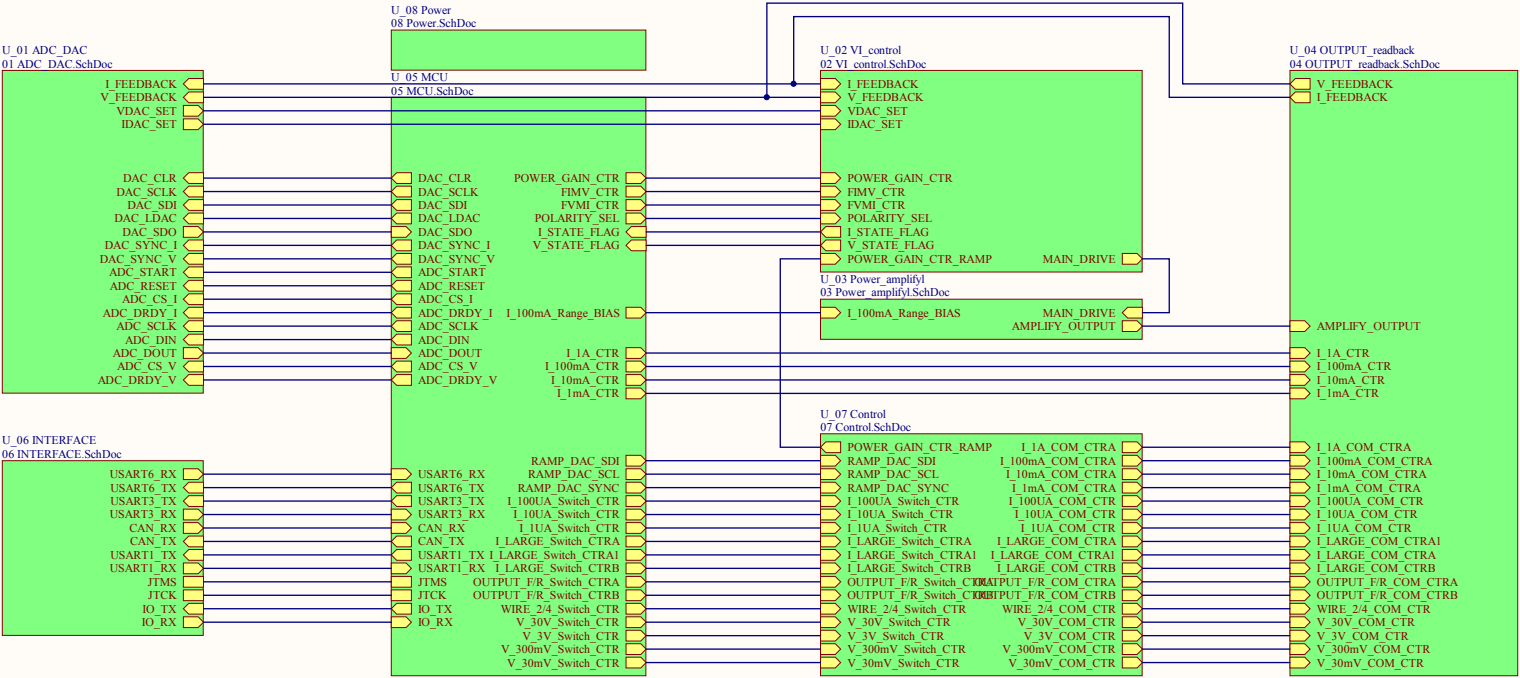 U_08 Power
08 Power.SchDoc
U_01 ADC_DAC
01 ADC_DAC.SchDoc
I_FEEDBACK
V_FEEDBACK
VDAC_SET
IDAC_SET
DAC_CLR
DAC_SCLK
DAC_SDI
DAC_LDAC
DAC_SDO
DAC_SYNC_I
DAC_SYNC_V
ADC_START
ADC_RESET
ADC_CS_I
ADC_DRDY_I
ADC_SCLK
ADC_DIN
ADC_DOUT
ADC_CS_V
ADC_DRDY_V
U_06 INTERFACE
06 INTERFACE.SchDoc
USART6_RX
USART6_TX
USART3_TX
USART3_RX
CAN_RX
CAN_TX
USART1_TX
USART1_RX
JTMS
JTCK
IO_TX
IO_RX
U_05 MCU
05 MCU.SchDoc
DAC_CLR
DAC_SCLK
DAC_SDI
DAC_LDAC
DAC_SDO
DAC_SYNC_I
DAC_SYNC_V
ADC_START
ADC_RESET
ADC_CS_I
ADC_DRDY_I
ADC_SCLK
ADC_DIN
ADC_DOUT
ADC_CS_V
ADC_DRDY_V
USART6_RX
USART6_TX
USART3_TX
USART3_RX
CAN_RX
CAN_TX
USART1_TX
USART1_RX
JTMS
JTCK
IO_TX
IO_RX
POWER_GAIN_CTR
FIMV_CTR
FVMI_CTR
POLARITY_SEL
I_STATE_FLAG
V_STATE_FLAG
I_100mA_Range_BIAS
I_1A_CTR
I_100mA_CTR
I_10mA_CTR
I_1mA_CTR
RAMP_DAC_SDI
RAMP_DAC_SCL
RAMP_DAC_SYNC
I_100UA_Switch_CTR
I_10UA_Switch_CTR
I_1UA_Switch_CTR
I_LARGE_Switch_CTRA
I_LARGE_Switch_CTRA1
I_LARGE_Switch_CTRB
OUTPUT_F/R_Switch_CTRA
OUTPUT_F/R_Switch_CTRB
WIRE_2/4_Switch_CTR
V_30V_Switch_CTR
V_3V_Switch_CTR
V_300mV_Switch_CTR
V_30mV_Switch_CTR
U_02 VI_control
02 VI_control.SchDoc
I_FEEDBACK
V_FEEDBACK
VDAC_SET
IDAC_SET
POWER_GAIN_CTR
FIMV_CTR
FVMI_CTR
POLARITY_SEL
I_STATE_FLAG
V_STATE_FLAG
POWER_GAIN_CTR_RAMP
MAIN_DRIVE
U_03 Power_amplifyl
03 Power_amplifyl.SchDoc
I_100mA_Range_BIAS
MAIN_DRIVE
AMPLIFY_OUTPUT
U_07 Control
07 Control.SchDoc
POWER_GAIN_CTR_RAMP
RAMP_DAC_SDI
RAMP_DAC_SCL
RAMP_DAC_SYNC
I_100UA_Switch_CTR
I_10UA_Switch_CTR
I_1UA_Switch_CTR
I_LARGE_Switch_CTRA
I_LARGE_Switch_CTRA1
I_LARGE_Switch_CTRB
OUTPUT_F/R_Switch_CTRA
OUTPUT_F/R_Switch_CTRB
WIRE_2/4_Switch_CTR
V_30V_Switch_CTR
V_3V_Switch_CTR
V_300mV_Switch_CTR
V_30mV_Switch_CTR
I_1A_COM_CTRA
I_100mA_COM_CTRA
I_10mA_COM_CTRA
I_1mA_COM_CTRA
I_100UA_COM_CTR
I_10UA_COM_CTR
I_1UA_COM_CTR
I_LARGE_COM_CTRA
I_LARGE_COM_CTRA1
I_LARGE_COM_CTRB
OUTPUT_F/R_COM_CTRA
OUTPUT_F/R_COM_CTRB
WIRE_2/4_COM_CTR
V_30V_COM_CTR
V_3V_COM_CTR
V_300mV_COM_CTR
V_30mV_COM_CTR
U_04 OUTPUT_readback
04 OUTPUT_readback.SchDoc
V_FEEDBACK
I_FEEDBACK
AMPLIFY_OUTPUT
I_1A_CTR
I_100mA_CTR
I_10mA_CTR
I_1mA_CTR
I_1A_COM_CTRA
I_100mA_COM_CTRA
I_10mA_COM_CTRA
I_1mA_COM_CTRA
I_100UA_COM_CTR
I_10UA_COM_CTR
I_1UA_COM_CTR
I_LARGE_COM_CTRA1
I_LARGE_COM_CTRA
I_LARGE_COM_CTRB
OUTPUT_F/R_COM_CTRA
OUTPUT_F/R_COM_CTRB
WIRE_2/4_COM_CTR
V_30V_COM_CTR
V_3V_COM_CTR
V_300mV_COM_CTR
V_30mV_COM_CTR